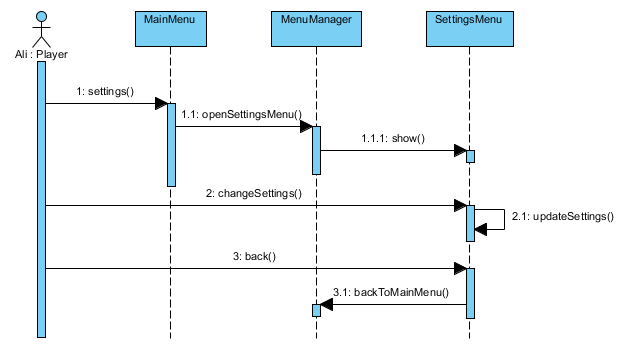 MainMenu
MenuManager
SettingsMenu
Ali : Player
1: settings()
1.1: openSettingsMenu()
1.1.1: show()
2: changeSettings()
2.1: updateSettings()
3: back()
3.1: backToMainMenu()